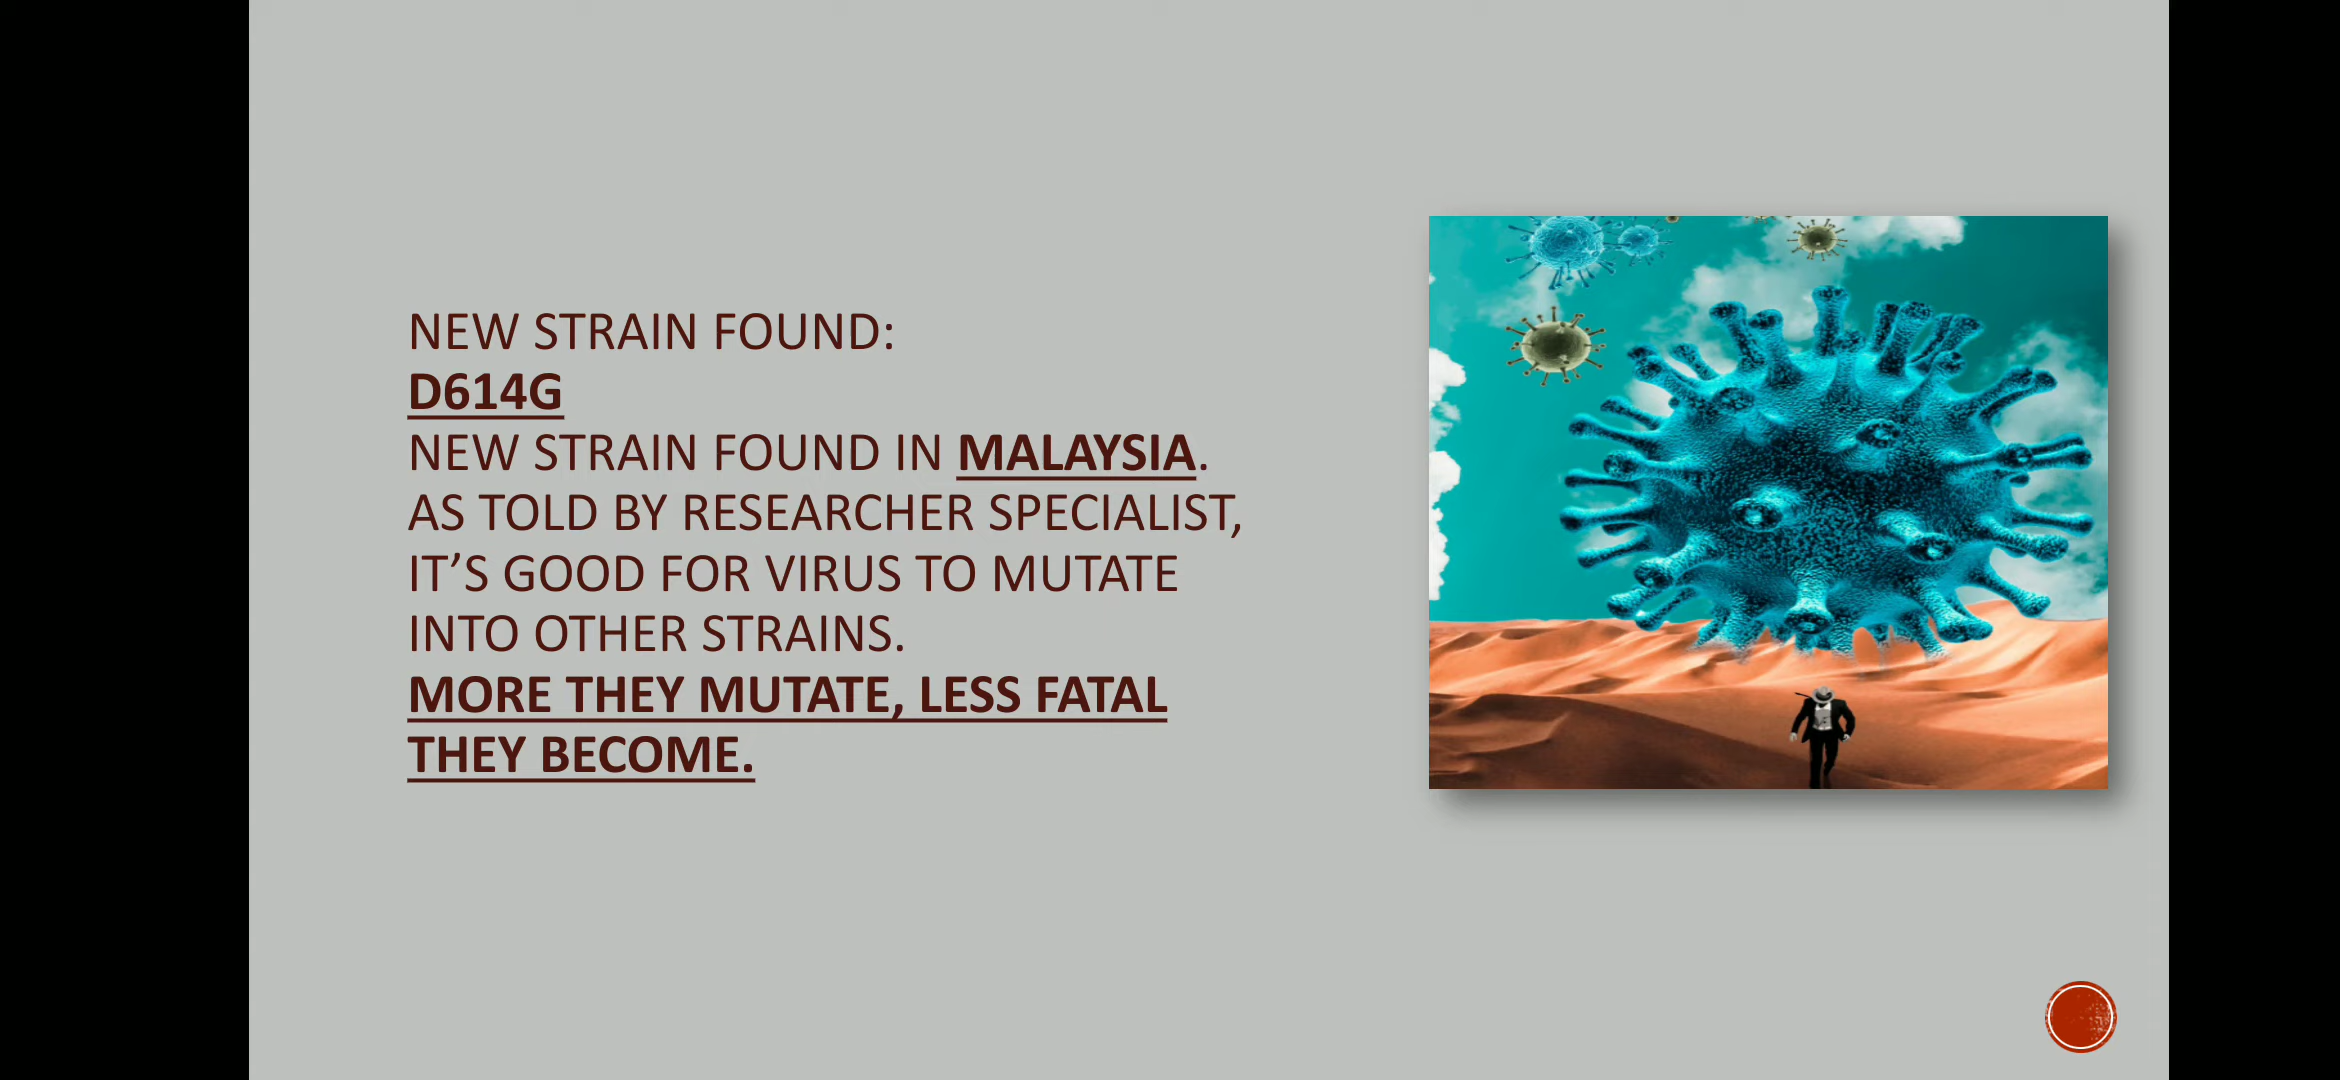 NEW STRAIN FOUND:
D614G
NEW STRAIN FOUND IN MALAYSIA.
AS TOLD BY RESEARCHER SPECIALIST,
IT’S GOOD FOR VIRUS TO MUTATE
INTO OTHER STRAINS.
MORE THEY MUTATE, LESS FATAL
THEY BECOME.